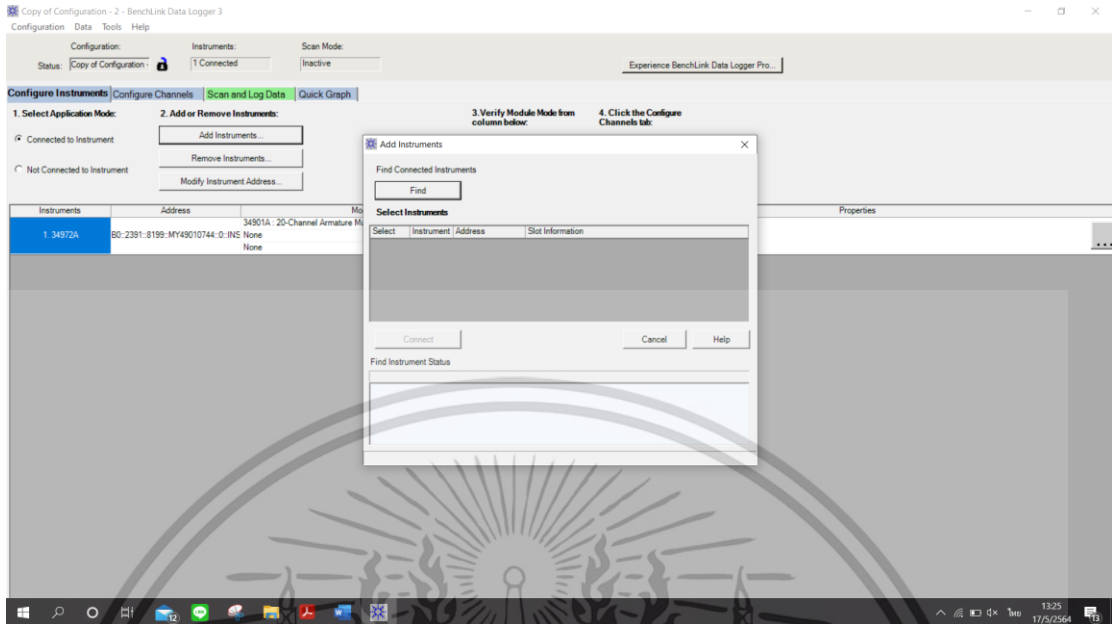 Copy of Configuration - 2 - BenchLink Data Logger 3
Configuration Data Tools Help
Configuration: Instruments: Scan Mode:
Status: Copy of Configuration - 1 Connected Inactive Experience BenchLink Data Logger Pro...
Configure Instruments Configure Channels Scan and Log Data Quick Graph
1. Select Application Mode: 2. Add or Remove Instruments: 3.Verify Module Mode from column below: 4. Click the Configure Channels tab:
Connected to Instrument
Not Connected to Instrument
Add Instruments...
Remove Instruments...
Modify Instrument Address...
Instruments Address Mo Properties
1. 34972A B0::2391::8199::MY49010744::0::INS 34901A : 20-Channel Armature Mu
None
None
...
Add Instruments
Find Connected Instruments
Find
Select Instruments
Select Instrument Address Slot Information
Connect Cancel Help
Find Instrument Status
12
ไทย
13:25
17/5/2564
13